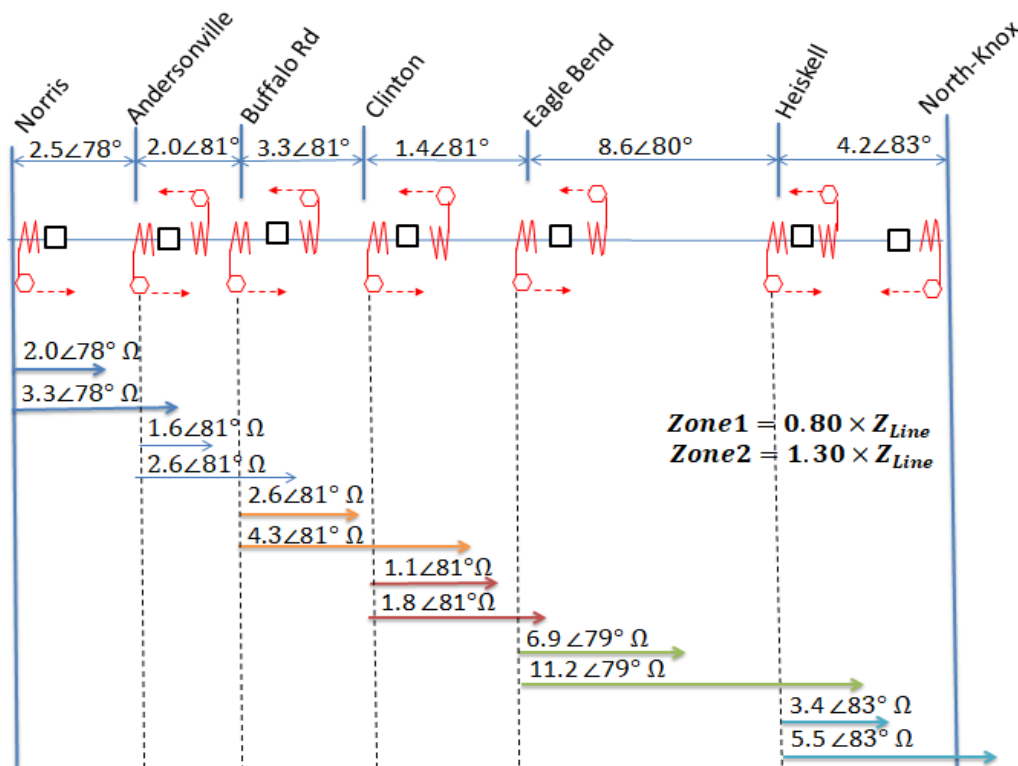 Norris
Andersonville
Buffalo Rd
Clinton
Eagle Bend
Heiskell
North-Knox
2.5∠78°
2.0∠81°
3.3∠81°
1.4∠81°
8.6∠80°
4.2∠83°
2.0∠78° Ω
3.3∠78° Ω
Zone1 = 0.80 × Z_Line
Zone2 = 1.30 × Z_Line
1.6∠81° Ω
2.6∠81° Ω
2.6∠81° Ω
4.3∠81° Ω
1.1∠81°Ω
1.8 ∠81°Ω
6.9 ∠79° Ω
11.2 ∠79° Ω
3.4 ∠83° Ω
5.5 ∠83° Ω